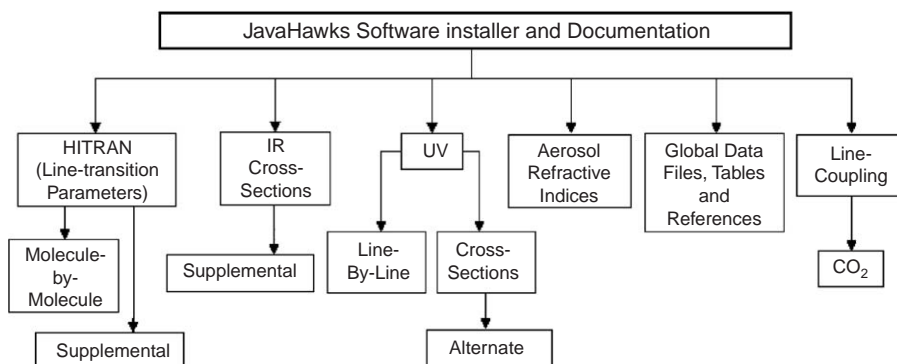 JavaHawks Software installer and Documentation
HITRAN
(Line-transition
Parameters)
IR
Cross-
Sections
UV
Aerosol
Refractive
Indices
Global Data
Files, Tables
and
References
Line-
Coupling
Molecule-
by-
Molecule
Supplemental
Supplemental
Line-
By-Line
Cross-
Sections
Alternate
CO₂